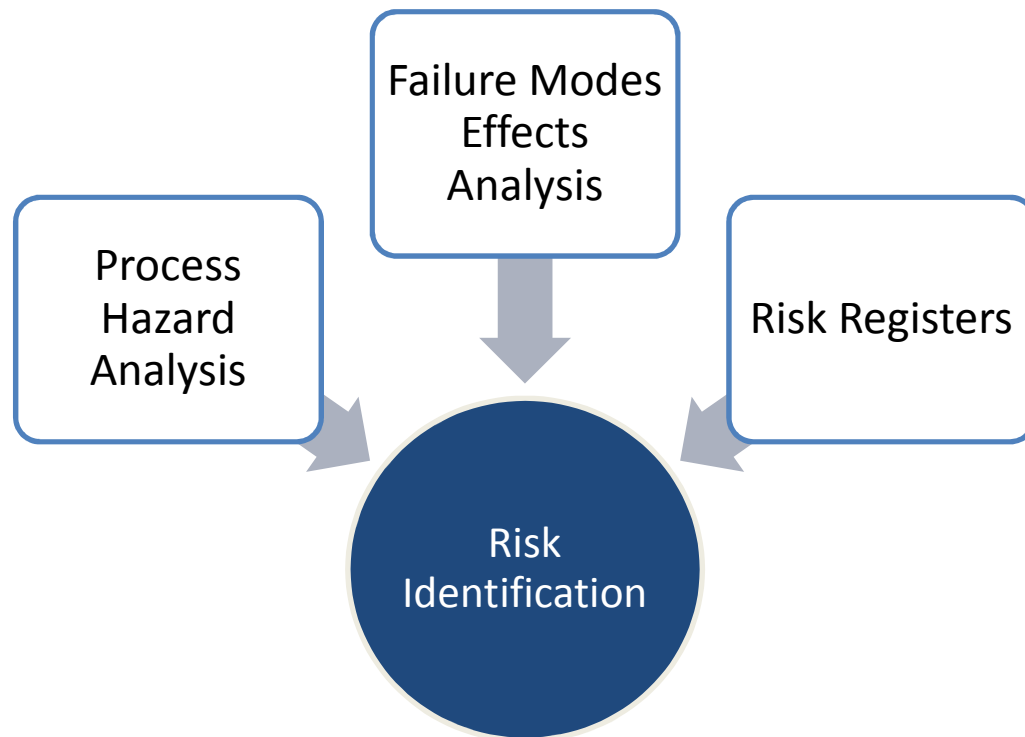 Failure Modes
Effects
Analysis
Process
Hazard
Analysis
Risk Registers
Risk
Identification